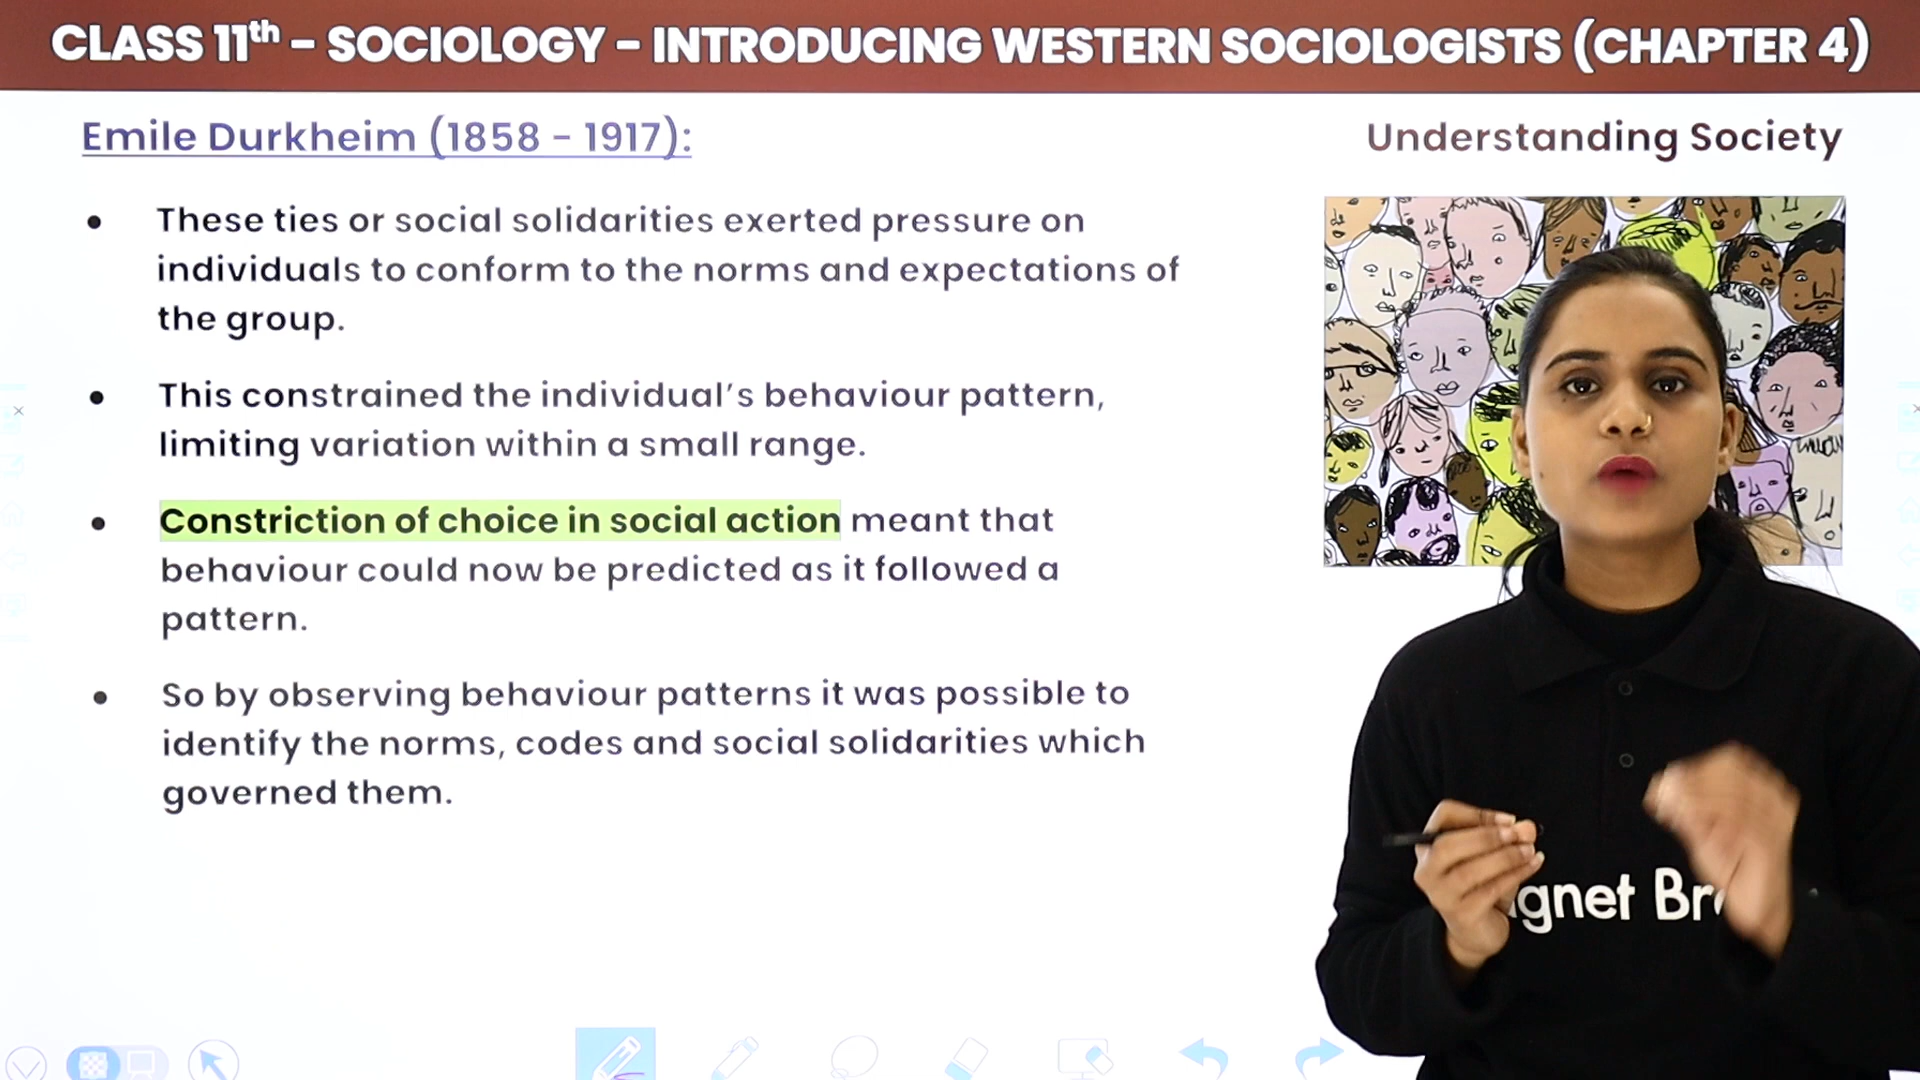 CLASS 11th – SOCIOLOGY – INTRODUCING WESTERN SOCIOLOGISTS (CHAPTER 4)
Emile Durkheim (1858 - 1917):
Understanding Society
• These ties or social solidarities exerted pressure on
individuals to conform to the norms and expectations of
the group.
• This constrained the individual's behaviour pattern,
limiting variation within a small range.
• Constriction of choice in social action meant that
behaviour could now be predicted as it followed a
pattern.
• So by observing behaviour patterns it was possible to
identify the norms, codes and social solidarities which
governed them.